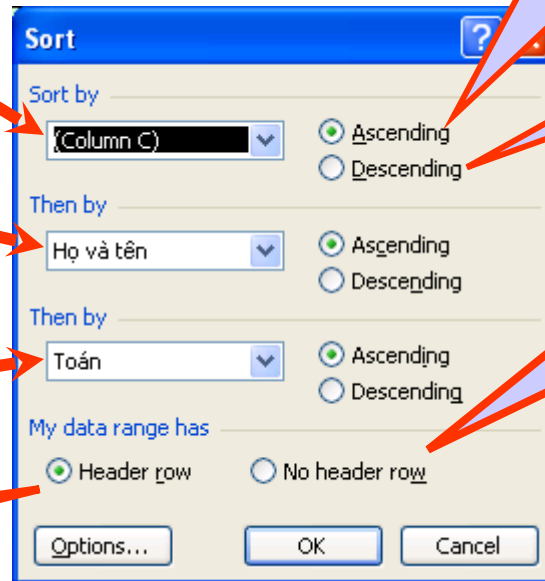 Sort
?
Sort by
(Column C)
Ascending
Descending
Then by
Họ và tên
Ascending
Descending
Then by
Toán
Ascending
Descending
My data range has
Header row
No header row
Options...
OK
Cancel